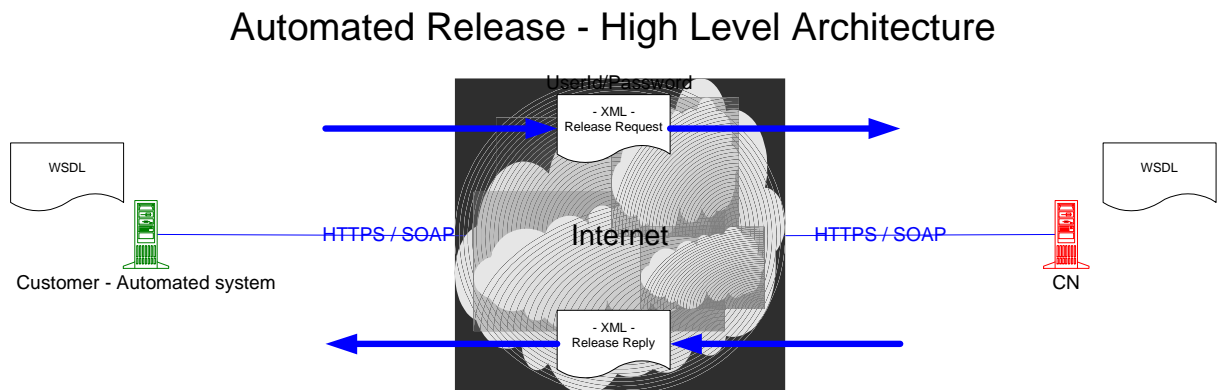 Automated Release - High Level Architecture
UserId/Password
- XML -
Release Request
WSDL
WSDL
HTTPS / SOAP
Internet
HTTPS / SOAP
Customer - Automated system
CN
- XML -
Release Reply